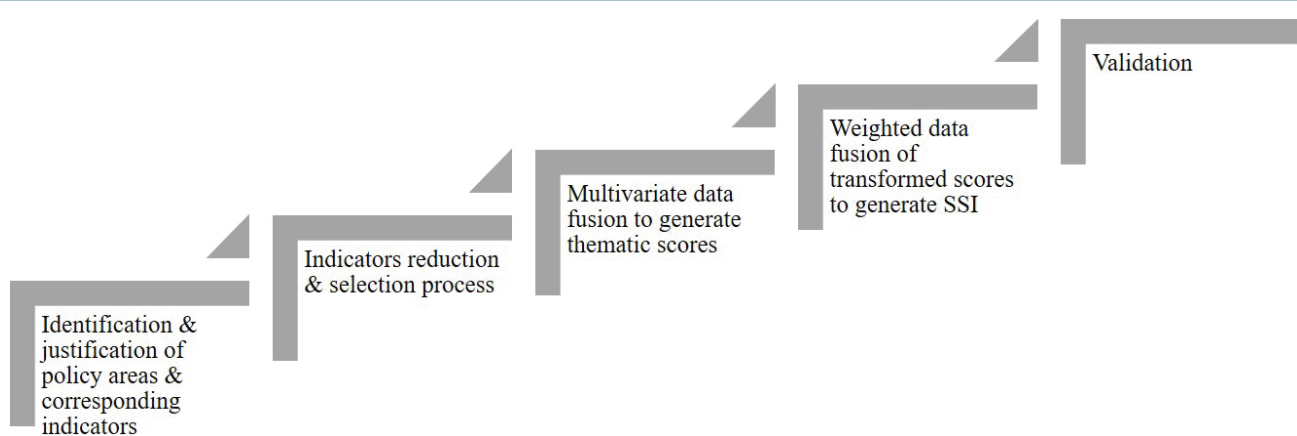 Identification &
justification of
policy areas &
corresponding
indicators
Indicators reduction
& selection process
Multivariate data
fusion to generate
thematic scores
Weighted data
fusion of
transformed scores
to generate SSI
Validation